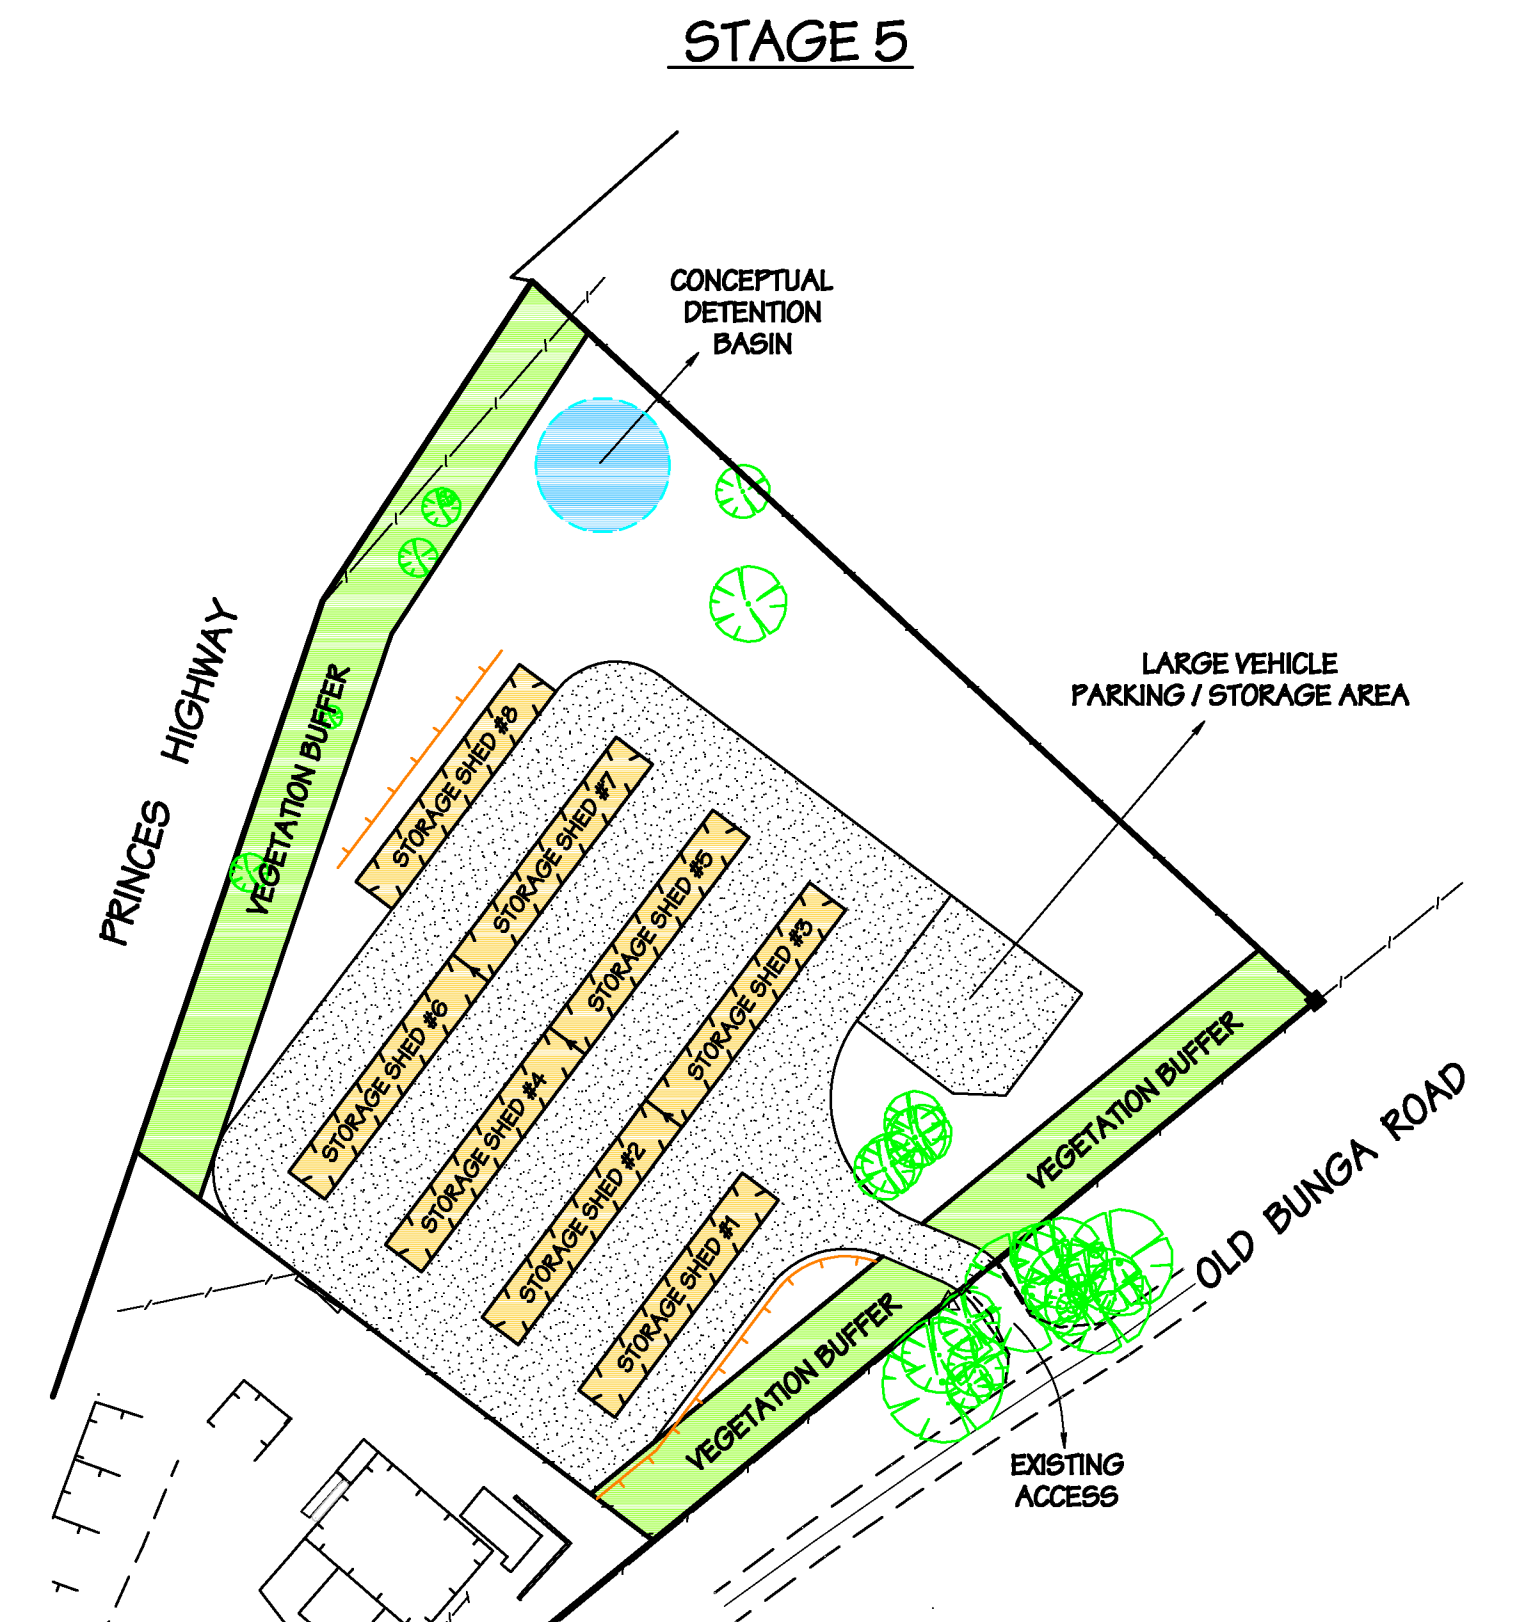 STAGE 5
CONCEPTUAL
DETENTION
BASIN
LARGE VEHICLE
PARKING / STORAGE AREA
PRINCES HIGHWAY
VEGETATION BUFFER
STORAGE SHED #8
STORAGE SHED #7
STORAGE SHED #5
STORAGE SHED #3
STORAGE SHED #6
STORAGE SHED #4
STORAGE SHED #2
STORAGE SHED #1
VEGETATION BUFFER
OLD BUNGA ROAD
VEGETATION BUFFER
EXISTING
ACCESS